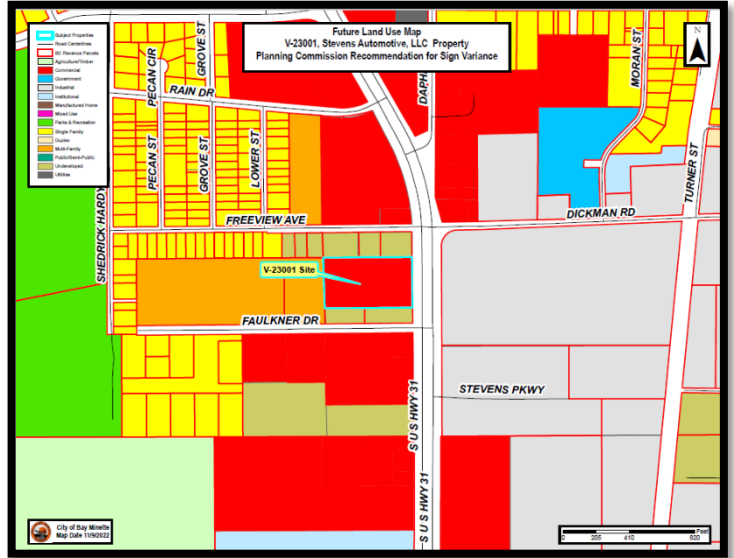 Future Land Use Map
V-23001, Stevens Automotive, LLC Property
Planning Commission Recommendation for Sign Variance
Subject Properties
Road Centerlines
BC Revenue Parcels
Agriculture/Timber
Commercial
Government
Industrial
Institutional
Manufactured Home
Mixed Use
Parks & Recreation
Single Family
Duplex
Multi-Family
Public/Semi-Public
Undeveloped
Utilities
N
PECAN CIR
GROVE ST
RAIN DR
DAPH
MORAN ST
PECAN ST
GROVE ST
LOWER ST
TURNER ST
SHEDRICK HARDY
FREEVIEW AVE
DICKMAN RD
V-23001 Site
FAULKNER DR
STEVENS PKWY
S U S HWY 31
S U S HWY 31
City of Bay Minette
Map Date 11/9/2022
Feet
0 205 410 820